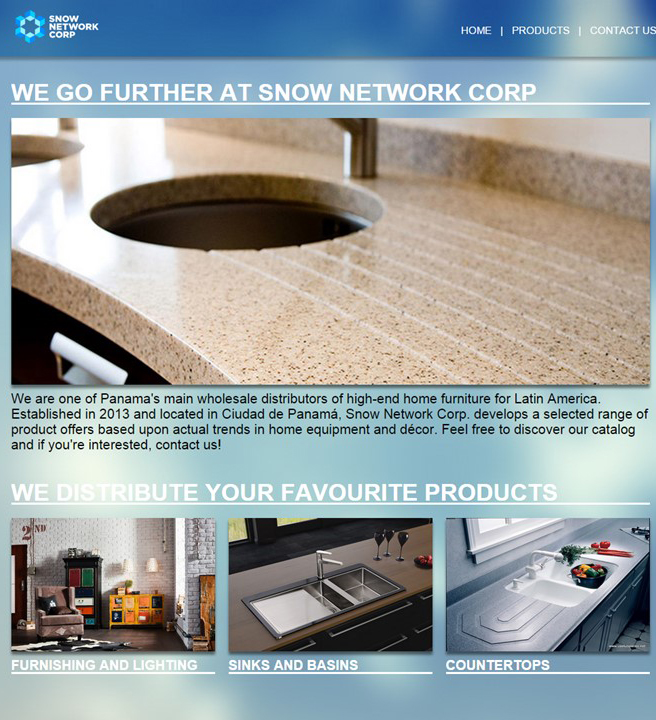 SNOW
NETWORK
CORP
HOME | PRODUCTS | CONTACT US
WE GO FURTHER AT SNOW NETWORK CORP
We are one of Panama's main wholesale distributors of high-end home furniture for Latin America.
Established in 2013 and located in Ciudad de Panamá, Snow Network Corp. develops a selected range of
product offers based upon actual trends in home equipment and décor. Feel free to discover our catalog
and if you're interested, contact us!
WE DISTRIBUTE YOUR FAVOURITE PRODUCTS
2ND
FURNISHING AND LIGHTING
SINKS AND BASINS
COUNTERTOPS